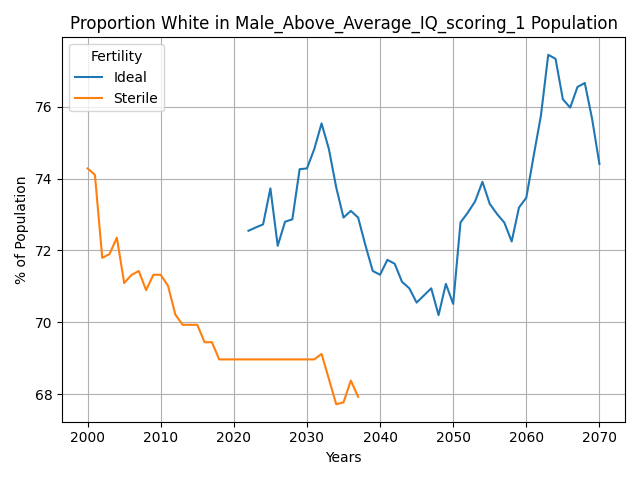 Proportion White in Male_Above_Average_IQ_scoring_1 Population
Fertility
Ideal
Sterile
% of Population
76
74
72
70
68
2000 2010 2020 2030 2040 2050 2060 2070
Years